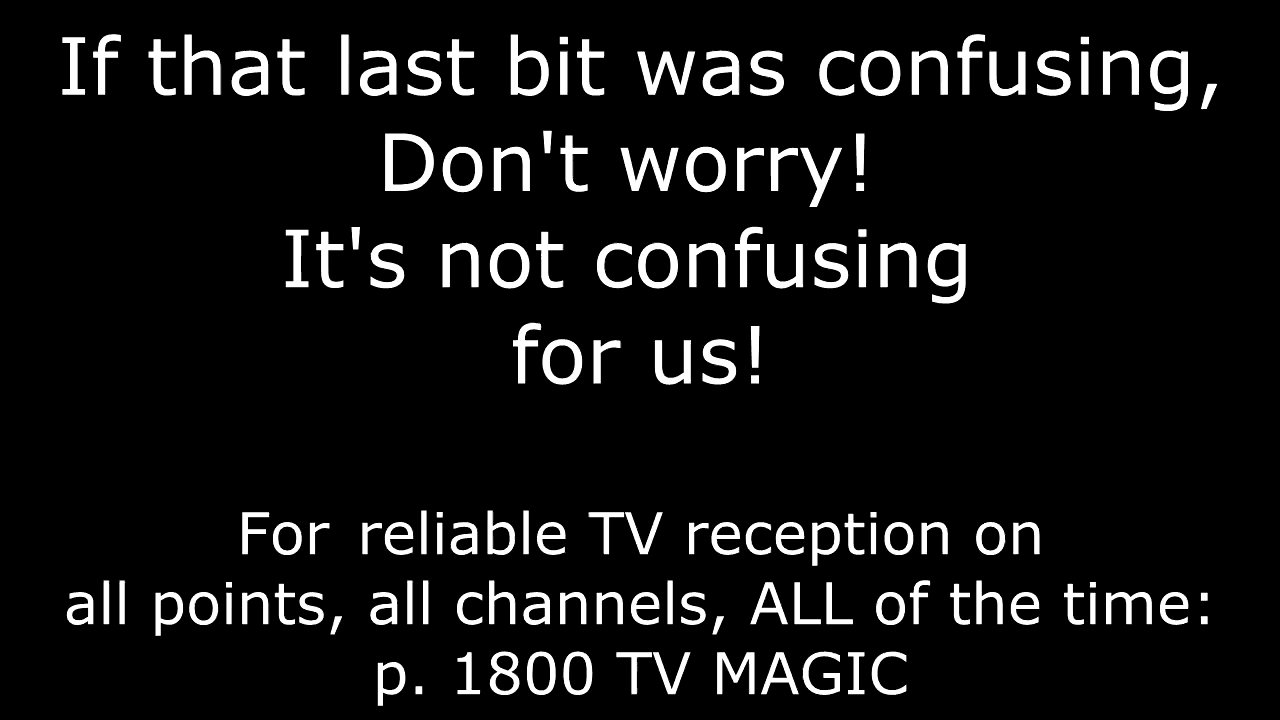 If that last bit was confusing,
Don't worry!
It's not confusing
for us!
For reliable TV reception on
all points, all channels, ALL of the time:
p. 1800 TV MAGIC